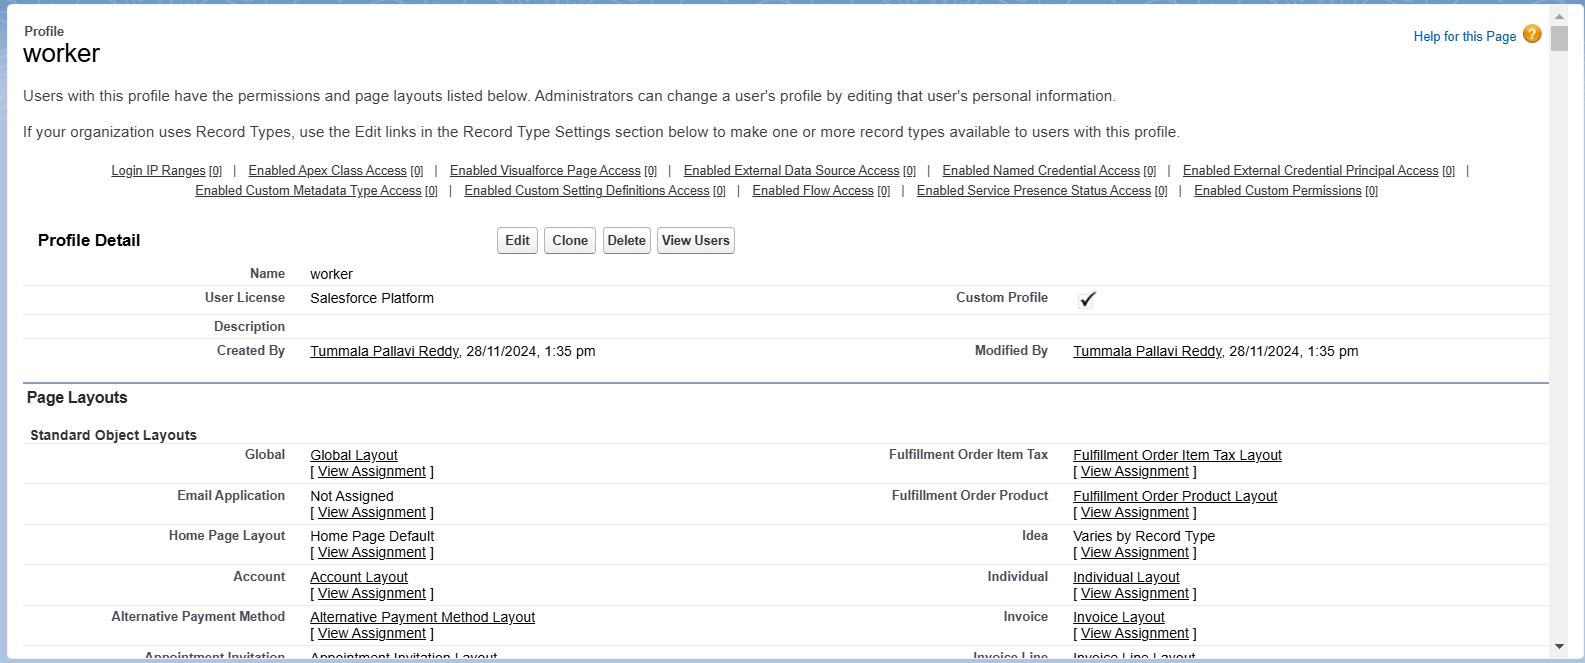 Profile
worker
Help for this Page
Users with this profile have the permissions and page layouts listed below. Administrators can change a user's profile by editing that user's personal information.
If your organization uses Record Types, use the Edit links in the Record Type Settings section below to make one or more record types available to users with this profile.
Login IP Ranges [0] | Enabled Apex Class Access [0] | Enabled Visualforce Page Access [0] | Enabled External Data Source Access [0] | Enabled Named Credential Access [0] | Enabled External Credential Principal Access [0] |
Enabled Custom Metadata Type Access [0] | Enabled Custom Setting Definitions Access [0] | Enabled Flow Access [0] | Enabled Service Presence Status Access [0] | Enabled Custom Permissions [0]
Profile Detail Edit Clone Delete View Users
Name worker
User License Salesforce Platform Custom Profile
Description
Created By Tummala Pallavi Reddy, 28/11/2024, 1:35 pm Modified By Tummala Pallavi Reddy, 28/11/2024, 1:35 pm
Page Layouts
Standard Object Layouts
Global Global Layout Fulfillment Order Item Tax Fulfillment Order Item Tax Layout
[ View Assignment ] [ View Assignment ]
Email Application Not Assigned Fulfillment Order Product Fulfillment Order Product Layout
[ View Assignment ] [ View Assignment ]
Home Page Layout Home Page Default Idea Varies by Record Type
[ View Assignment ] [ View Assignment ]
Account Account Layout Individual Individual Layout
[ View Assignment ] [ View Assignment ]
Alternative Payment Method Alternative Payment Method Layout Invoice Invoice Layout
[ View Assignment ] [ View Assignment ]
Appointment Invitation Appointment Invitation Layout Invoice Line Invoice Line Layout